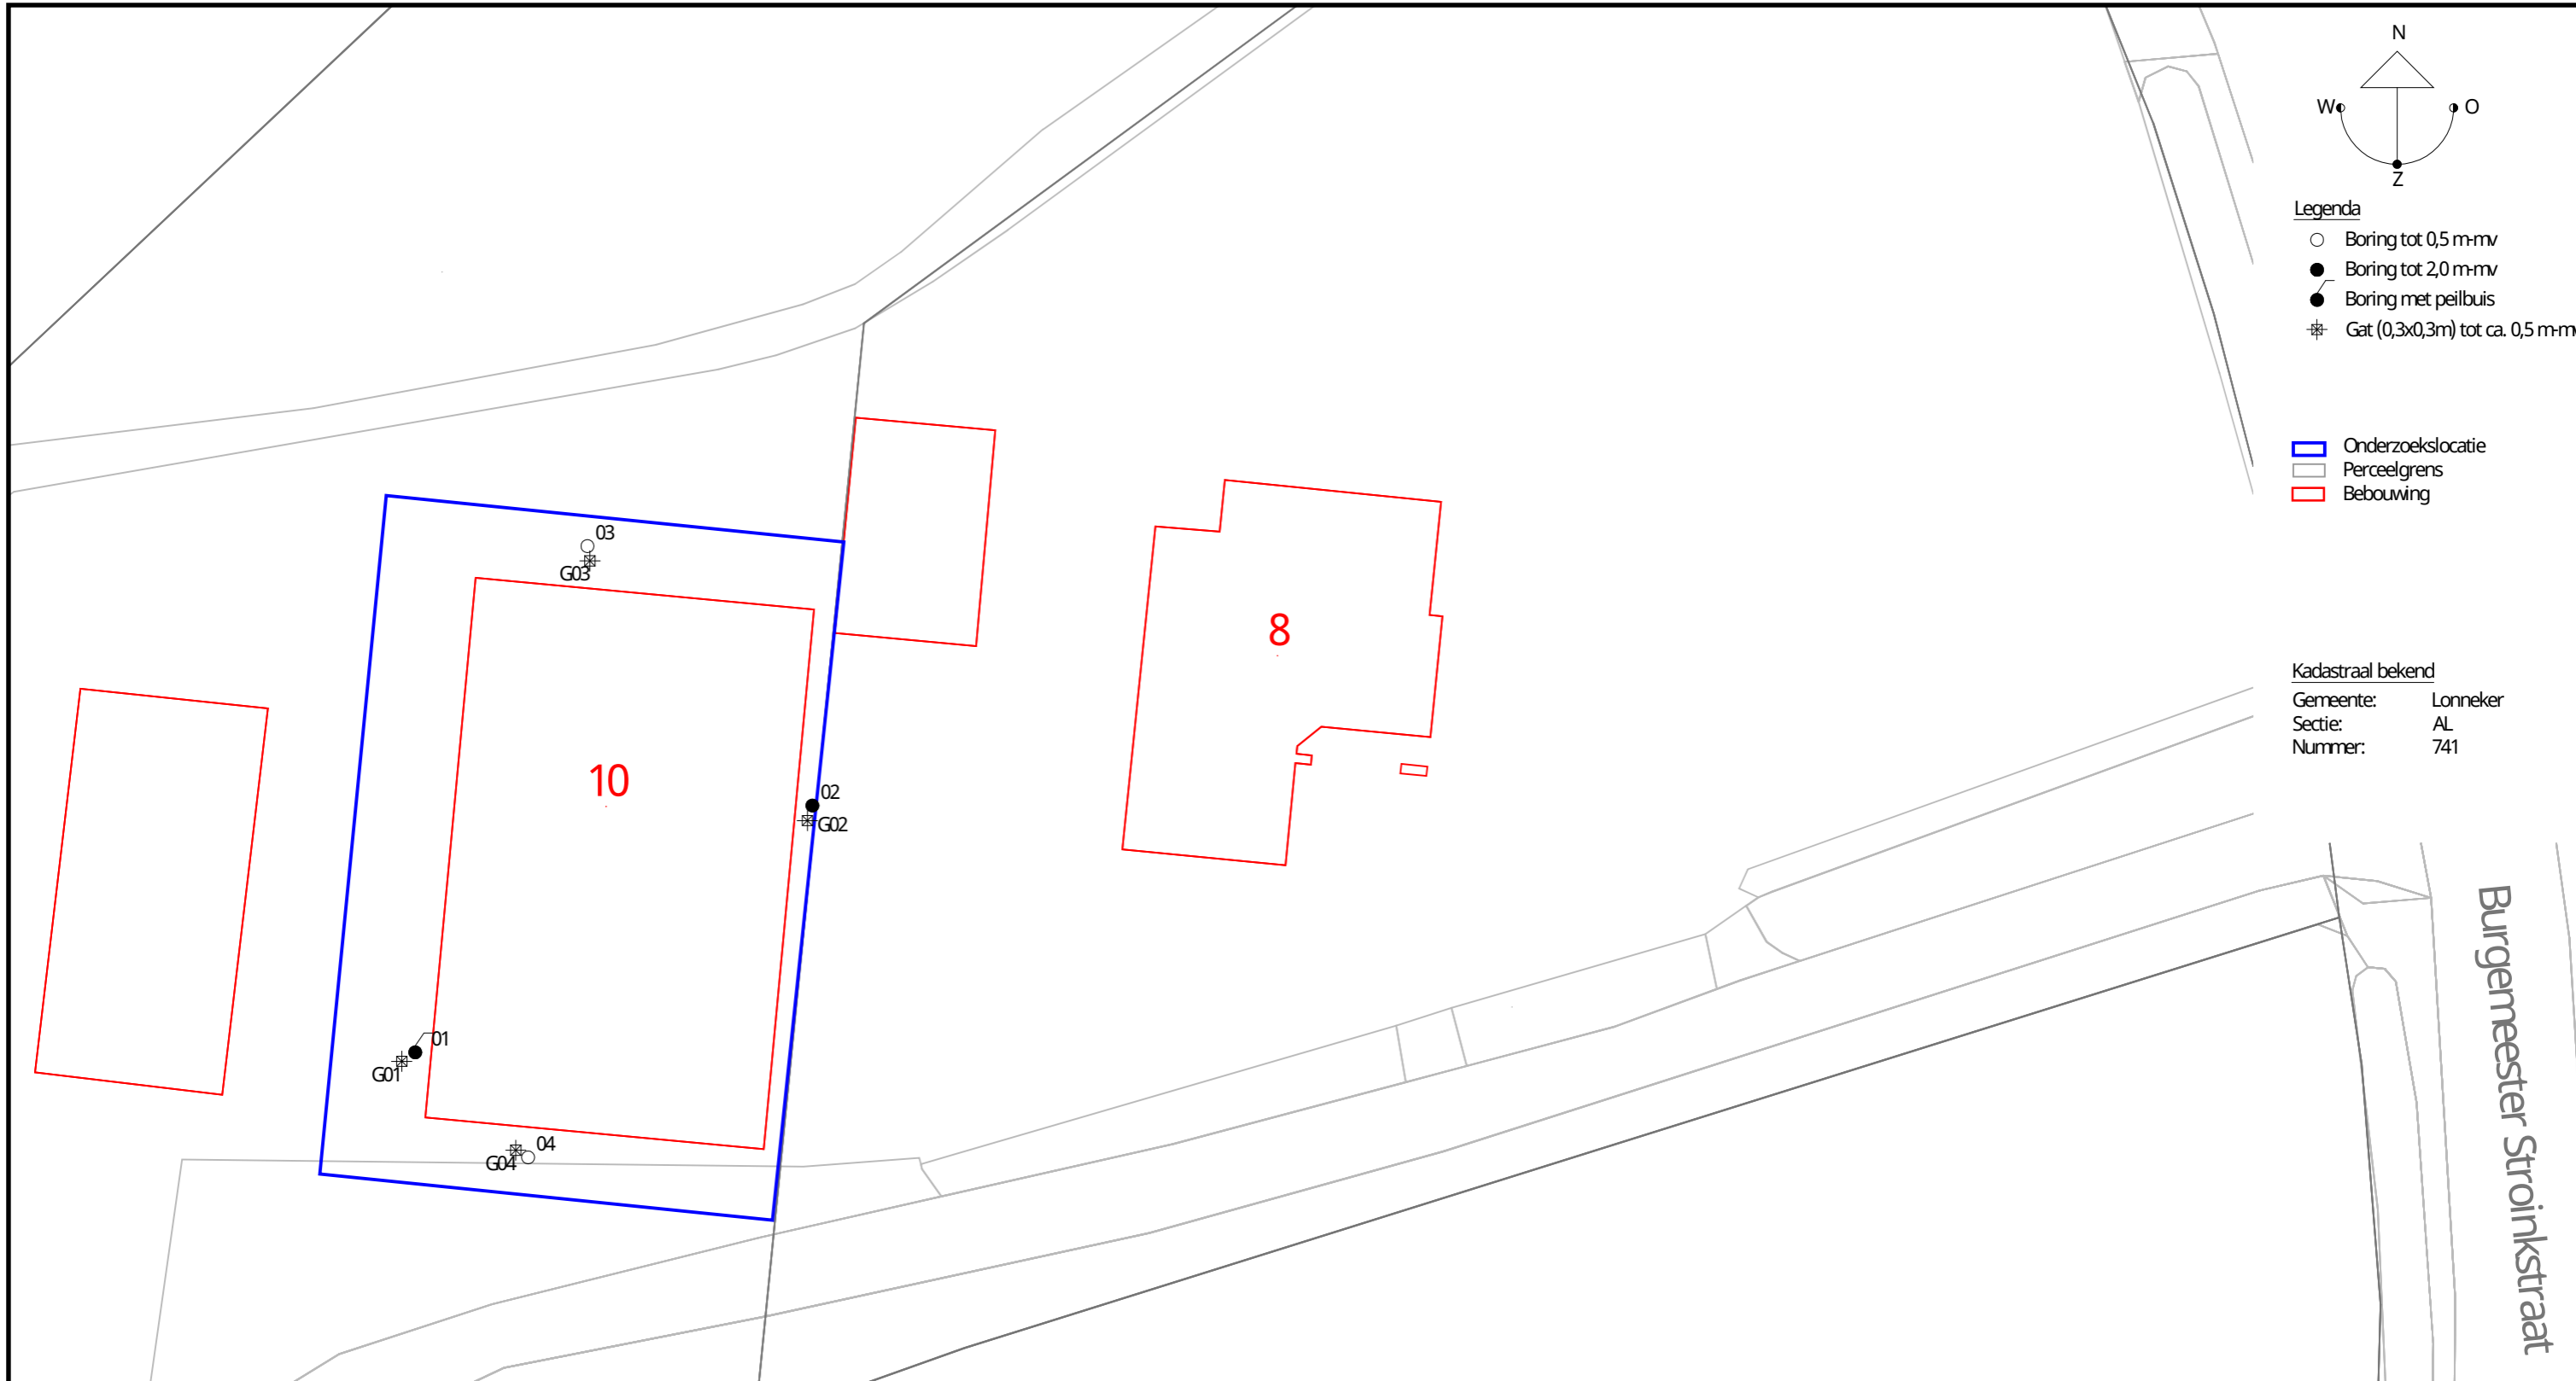 N
W O
Z
Legenda
Boring tot 0,5 m-mv
Boring tot 2,0 m-mv
Boring met peilbuis
Gat (0,3x0,3m) tot ca. 0,5 m-mv
Onderzoekslocatie
Perceelgrens
Bebouwing
Kadastraal bekend
Gemeente: Lonneker
Sectie: AL
Nummer: 741
03
G03
8
10
02
G02
01
G01
04
G04
Burgemeester Stroinkstraat